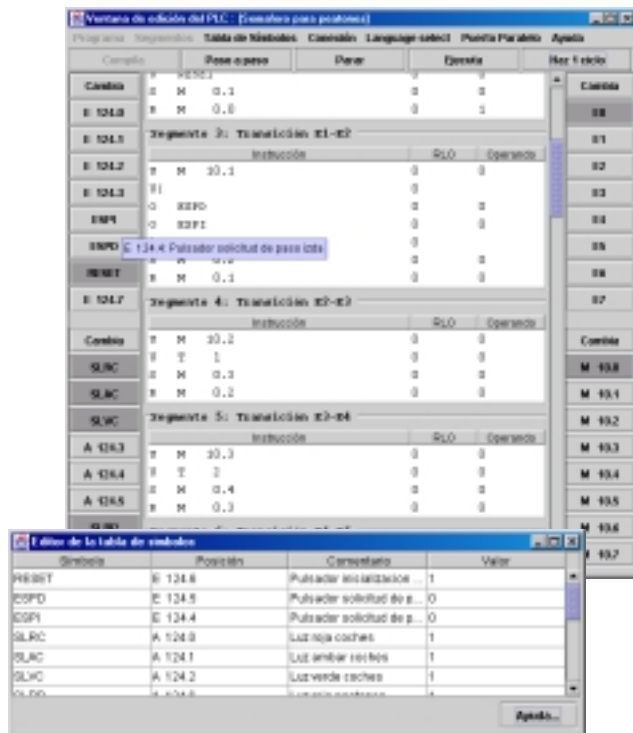 Ventana de edición del PLC : (Semaforo para peatones)
Programa Segmentos Tabla de Símbolos Conexión Language select Puerta Paralelo Ayuda
Compila Paso a paso Parar Ejecuta Haz 1 ciclo
Cambia
E 124.0
E 124.1
E 124.2
E 124.3
ESPI
ESPD
RESET
E 124.7
Cambia
SLRC
SLAC
SLVC
A 124.3
A 124.4
A 124.5
S M 0.1 0 0
R M 0.0 0 1
Segmento 3: Transición E1-E2
Instrucción RLO Operando
U M 10.1 0 0
U( 0
O ESPD 0 0
O ESPI 0 0
E 124.4: Pulsador solicitud de paso izda
S M 0.2 0 0
R M 0.1 0 0
Segmento 4: Transición E2-E3
Instrucción RLO Operando
U M 10.2 0 0
U T 1 0 0
S M 0.3 0 0
R M 0.2 0 0
Segmento 5: Transición E3-E4
Instrucción RLO Operando
U M 10.3 0 0
U T 2 0 0
S M 0.4 0 0
R M 0.3 0 0
Cambia
E0
E1
E2
E3
E4
E5
E6
E7
Cambia
M 10.0
M 10.1
M 10.2
M 10.3
M 10.4
M 10.5
M 10.6
M 10.7
Editor de la tabla de simbolos
Simbolo Posición Comentario Valor
RESET E 124.6 Pulsador inicialización ... 1
ESPD E 124.5 Pulsador solicitud de p... 0
ESPI E 124.4 Pulsador solicitud de p... 0
SLRC A 124.0 Luz roja coches 1
SLAC A 124.1 Luz ambar coches 1
SLVC A 124.2 Luz verde coches 1
Ayuda...